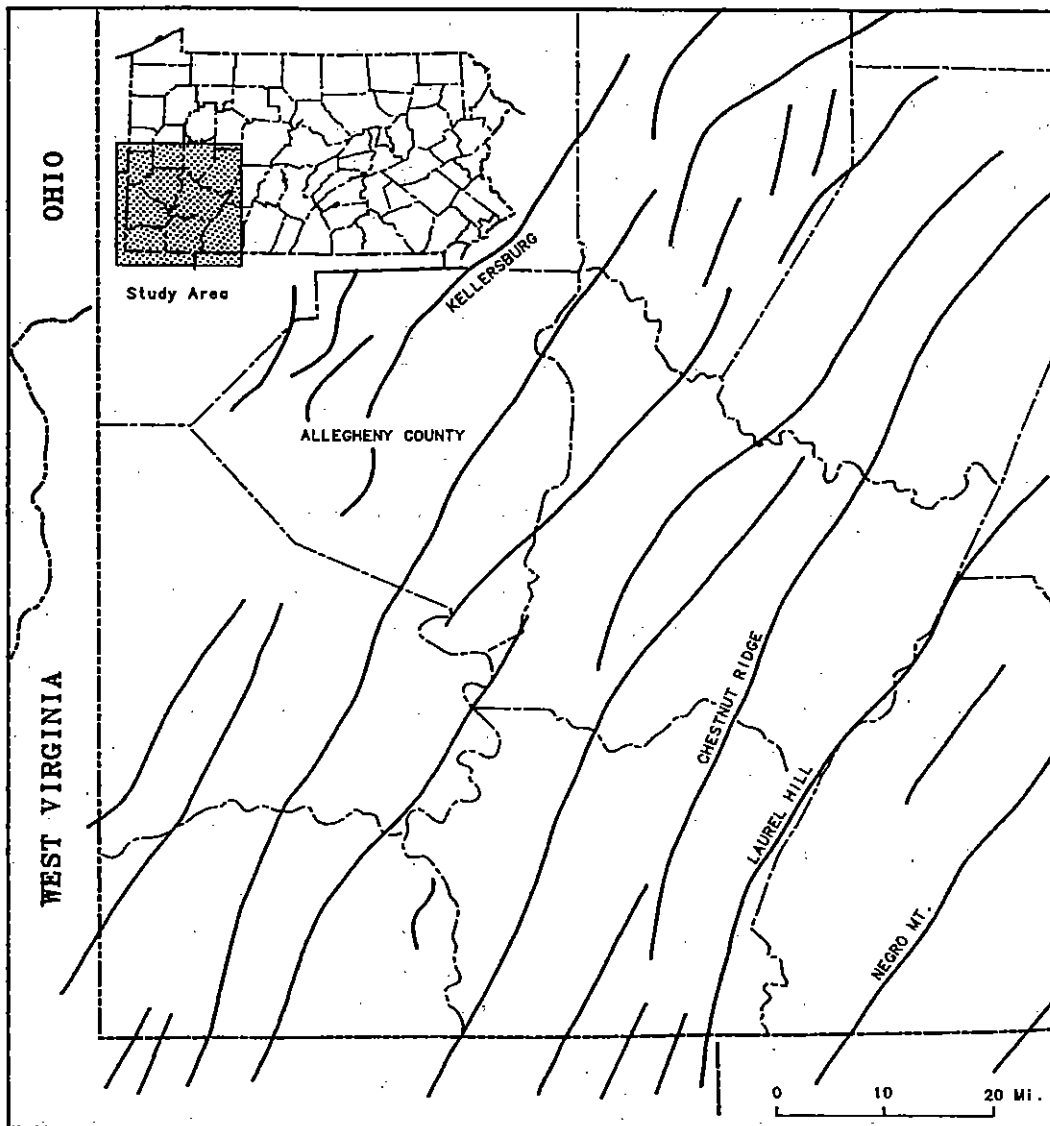 OHIO
Study Area
KELLERSBURG
ALLEGHENY COUNTY
WEST VIRGINIA
CHESTNUT RIDGE
LAUREL HILL
NEGRO MT.
0 10 20 Mi.